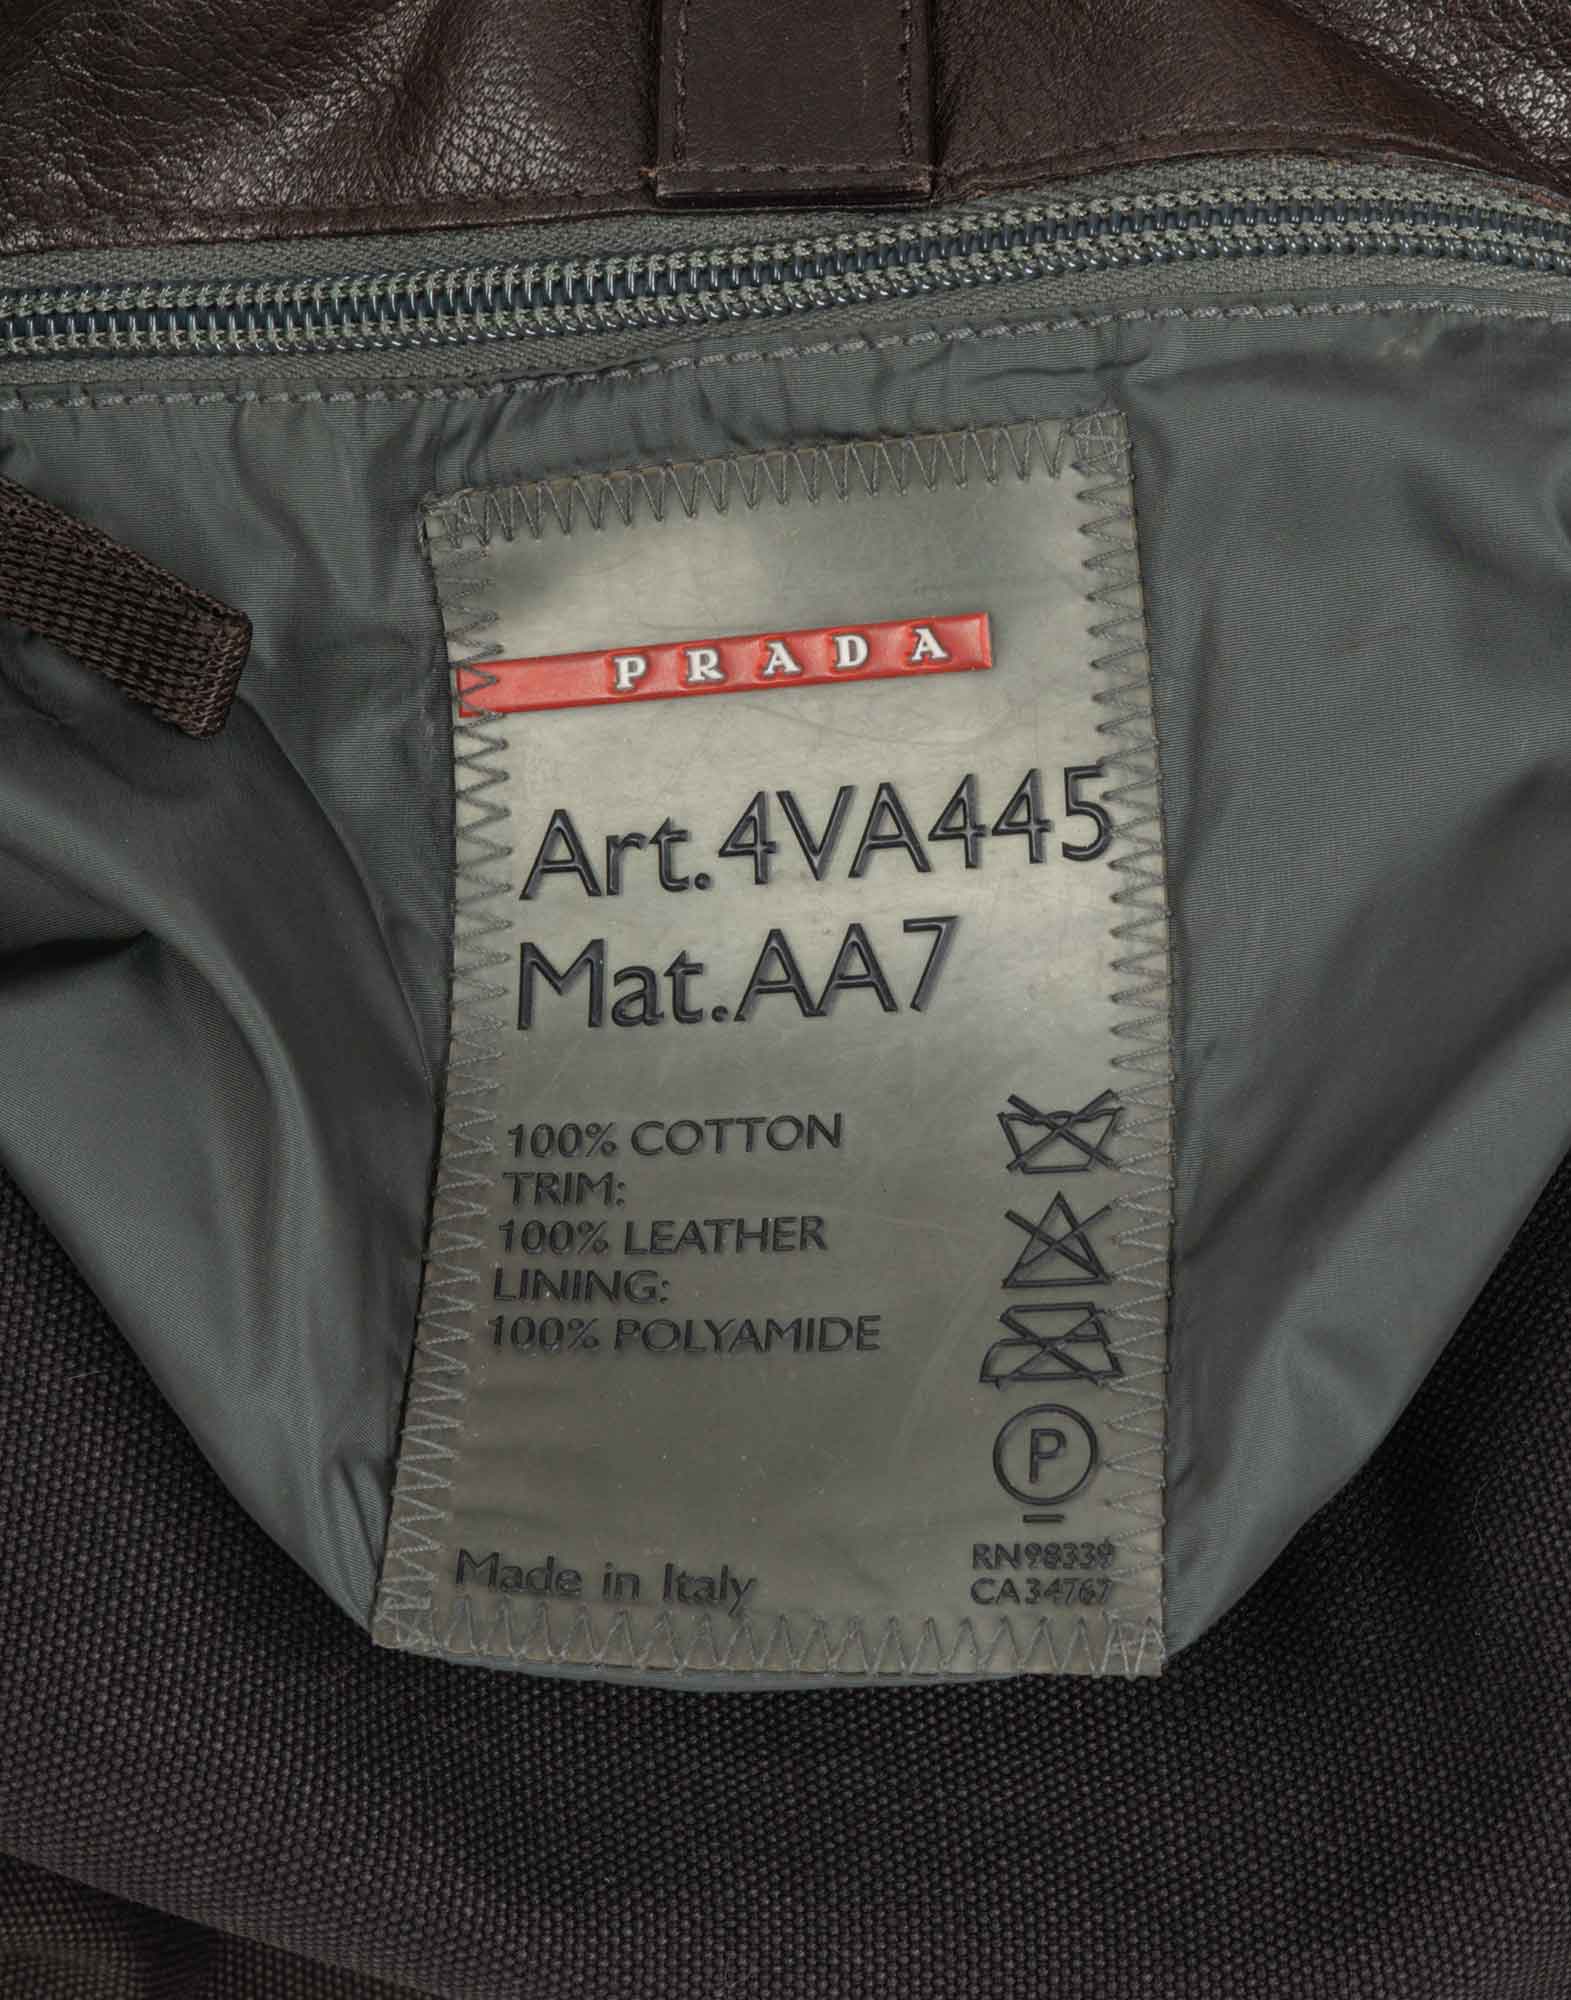 PRADA
Art.4VA445
Mat.AA7
100% COTTON
TRIM:
100% LEATHER
LINING:
100% POLYAMIDE
P
Made in Italy
RN98339
CA34767